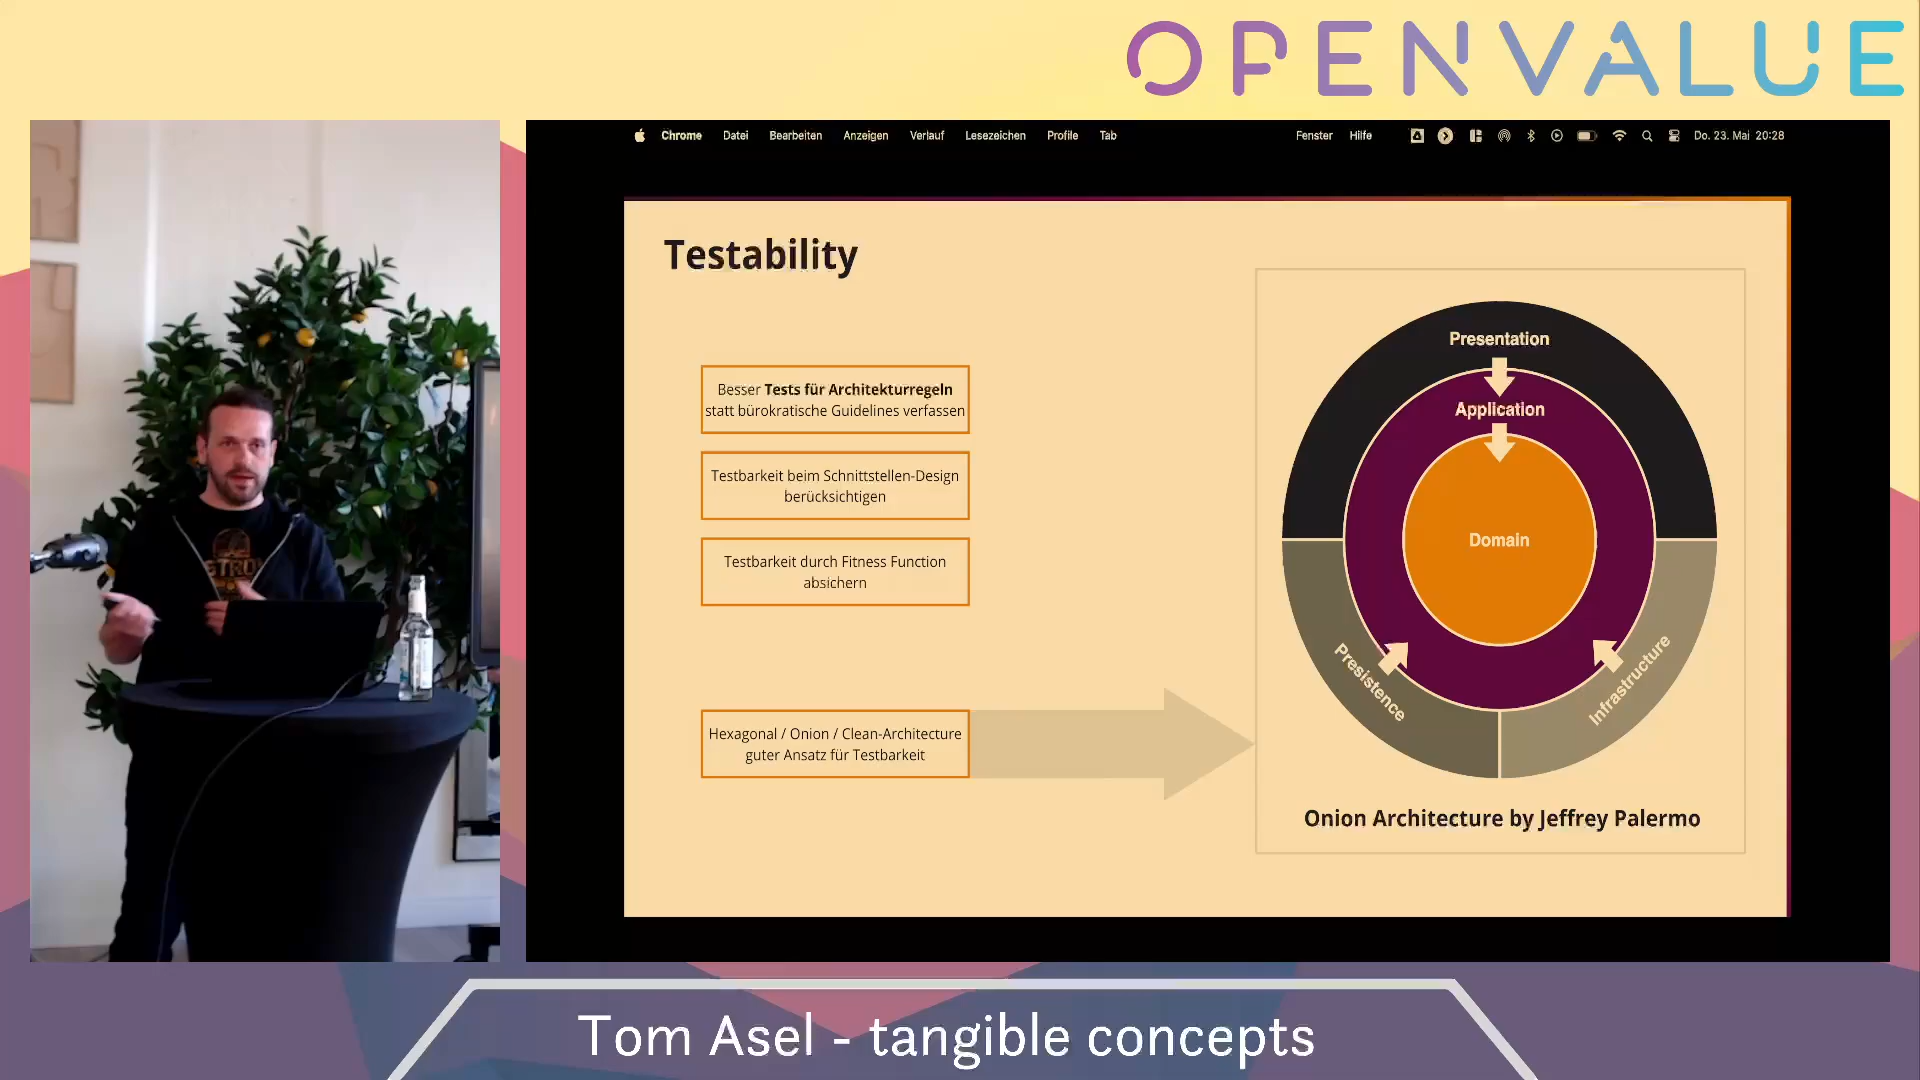 OPENVALUE
Chrome Datei Bearbeiten Anzeigen Verlauf Lesezeichen Profile Tab Fenster Hilfe Do. 23. Mai 20:28
Testability
Besser Tests für Architekturregeln
statt bürokratische Guidelines verfassen
Testbarkeit beim Schnittstellen-Design
berücksichtigen
Testbarkeit durch Fitness Function
absichern
Hexagonal / Onion / Clean-Architecture
guter Ansatz für Testbarkeit
Presentation
Application
Domain
Presistence
Infrastructure
Onion Architecture by Jeffrey Palermo
Tom Asel - tangible concepts